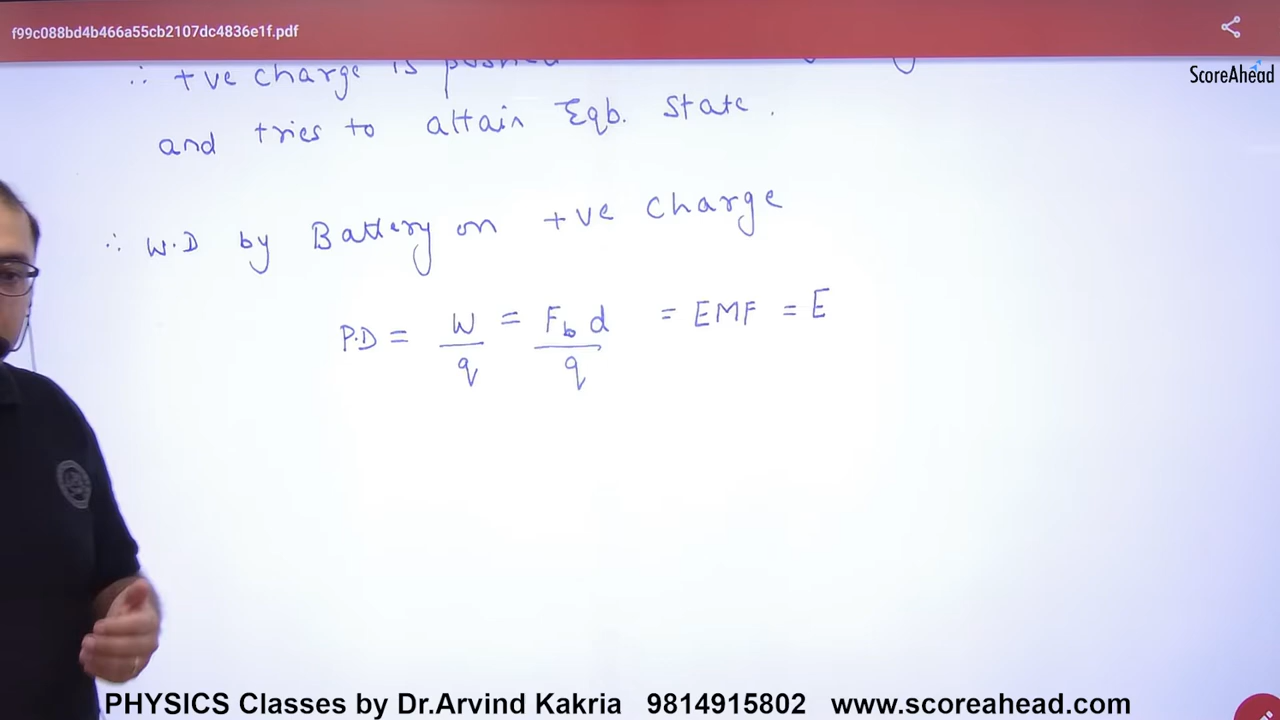 f99c088bd4b466a55cb2107dc4836e1f.pdf
ScoreAhead
∴ +ve charge is pushed
and tries to attain Eqb. State.
∴ W.D by Battery on +ve charge
P.D = W/q = F_b d/q = EMF = E
PHYSICS Classes by Dr.Arvind Kakria 9814915802 www.scoreahead.com